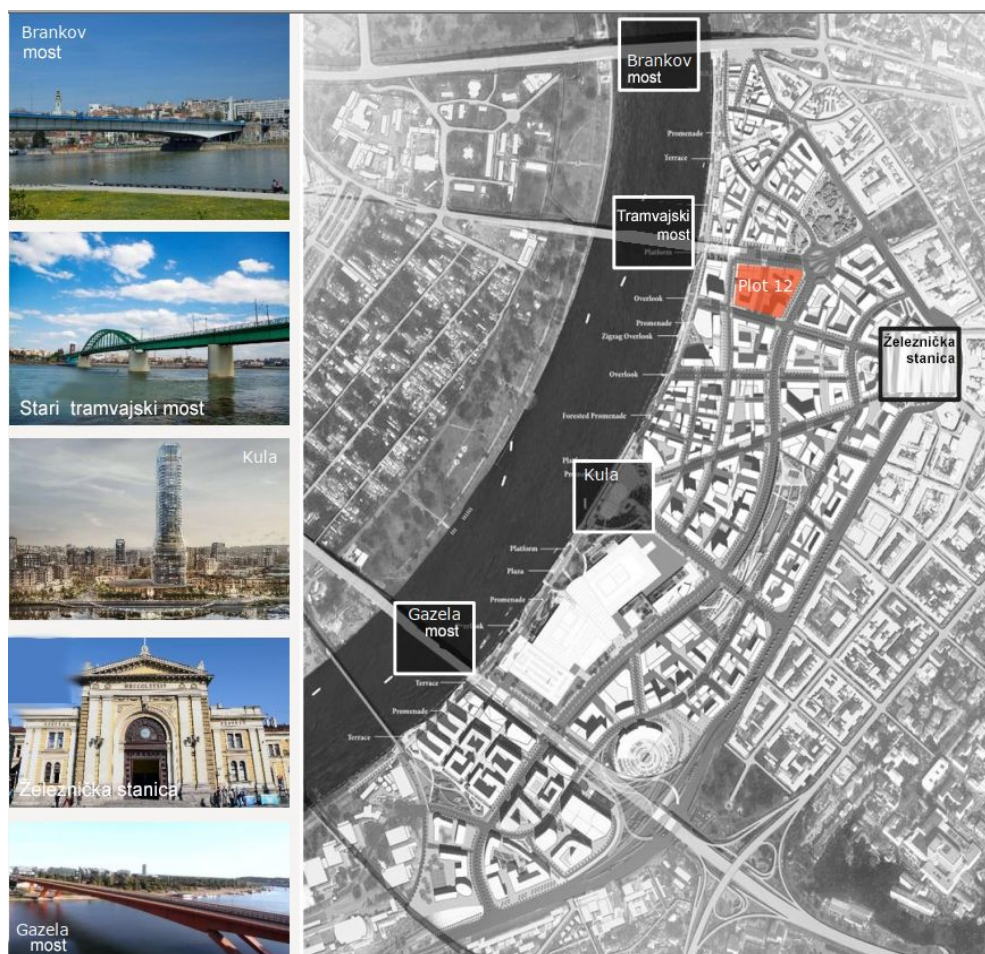 Brankov
most
Stari tramvajski most
Kula
Železnička stanica
Gazela
most
Brankov
most
Promenade
Terrace
Tramvajski
most
Platform
Plot 12
Overlook
Promenade
Zigzag Overlook
Železnička
stanica
Overlook
Forested Promenade
Kula
Platform
Plaza
Promenade
Gazela
most
Terrace
Promenade
Terrace